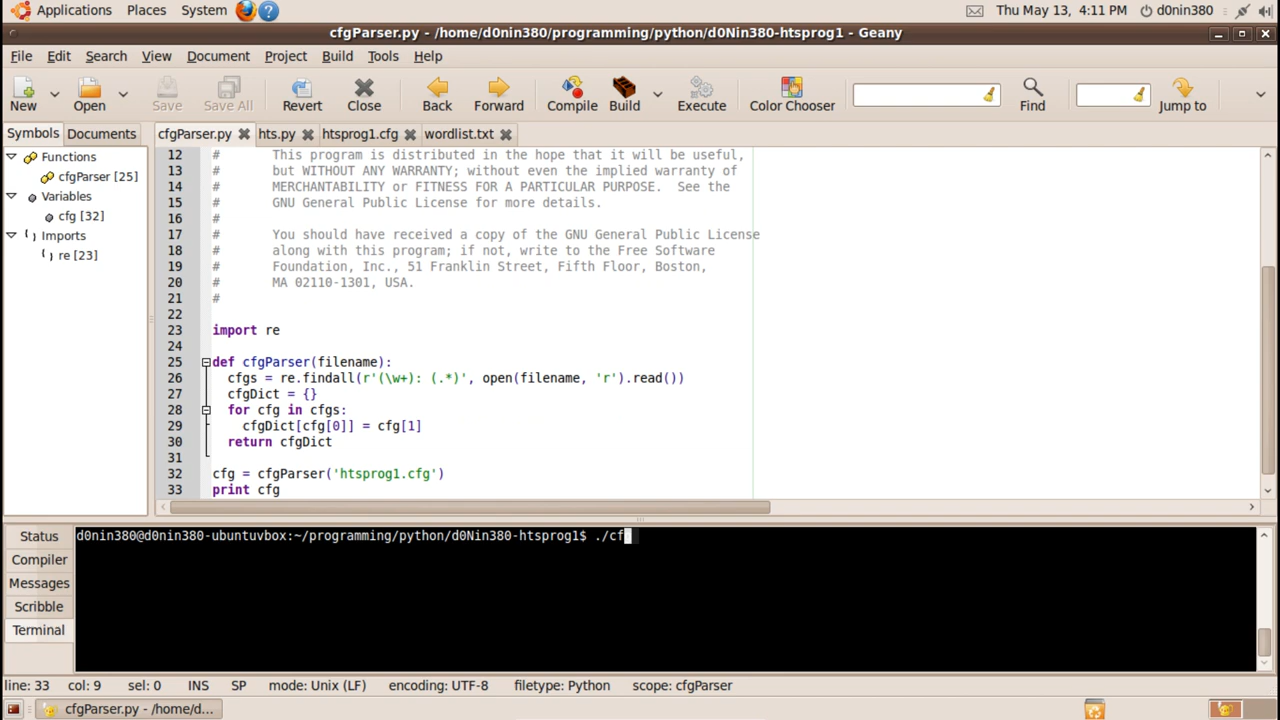 Applications Places System ? Thu May 13, 4:11 PM d0nin380
cfgParser.py - /home/d0nin380/programming/python/d0Nin380-htsprog1 - Geany
File Edit Search View Document Project Build Tools Help
New Open Save Save All Revert Close Back Forward Compile Build Execute Color Chooser Find Jump to
Symbols Documents cfgParser.py hts.py htsprog1.cfg wordlist.txt
Functions
cfgParser [25]
Variables
cfg [32]
Imports
re [23]
12 # This program is distributed in the hope that it will be useful,
13 # but WITHOUT ANY WARRANTY; without even the implied warranty of
14 # MERCHANTABILITY or FITNESS FOR A PARTICULAR PURPOSE. See the
15 # GNU General Public License for more details.
16 #
17 # You should have received a copy of the GNU General Public License
18 # along with this program; if not, write to the Free Software
19 # Foundation, Inc., 51 Franklin Street, Fifth Floor, Boston,
20 # MA 02110-1301, USA.
21 #
22
23 import re
24
25 def cfgParser(filename):
26 cfgs = re.findall(r'(\w+): (.*)', open(filename, 'r').read())
27 cfgDict = {}
28 for cfg in cfgs:
29 cfgDict[cfg[0]] = cfg[1]
30 return cfgDict
31
32 cfg = cfgParser('htsprog1.cfg')
33 print cfg
Status
Compiler
Messages
Scribble
Terminal
d0nin380@d0nin380-ubuntuvbox:~/programming/python/d0Nin380-htsprog1$ ./cf
line: 33 col: 9 sel: 0 INS SP mode: Unix (LF) encoding: UTF-8 filetype: Python scope: cfgParser
cfgParser.py - /home/d...